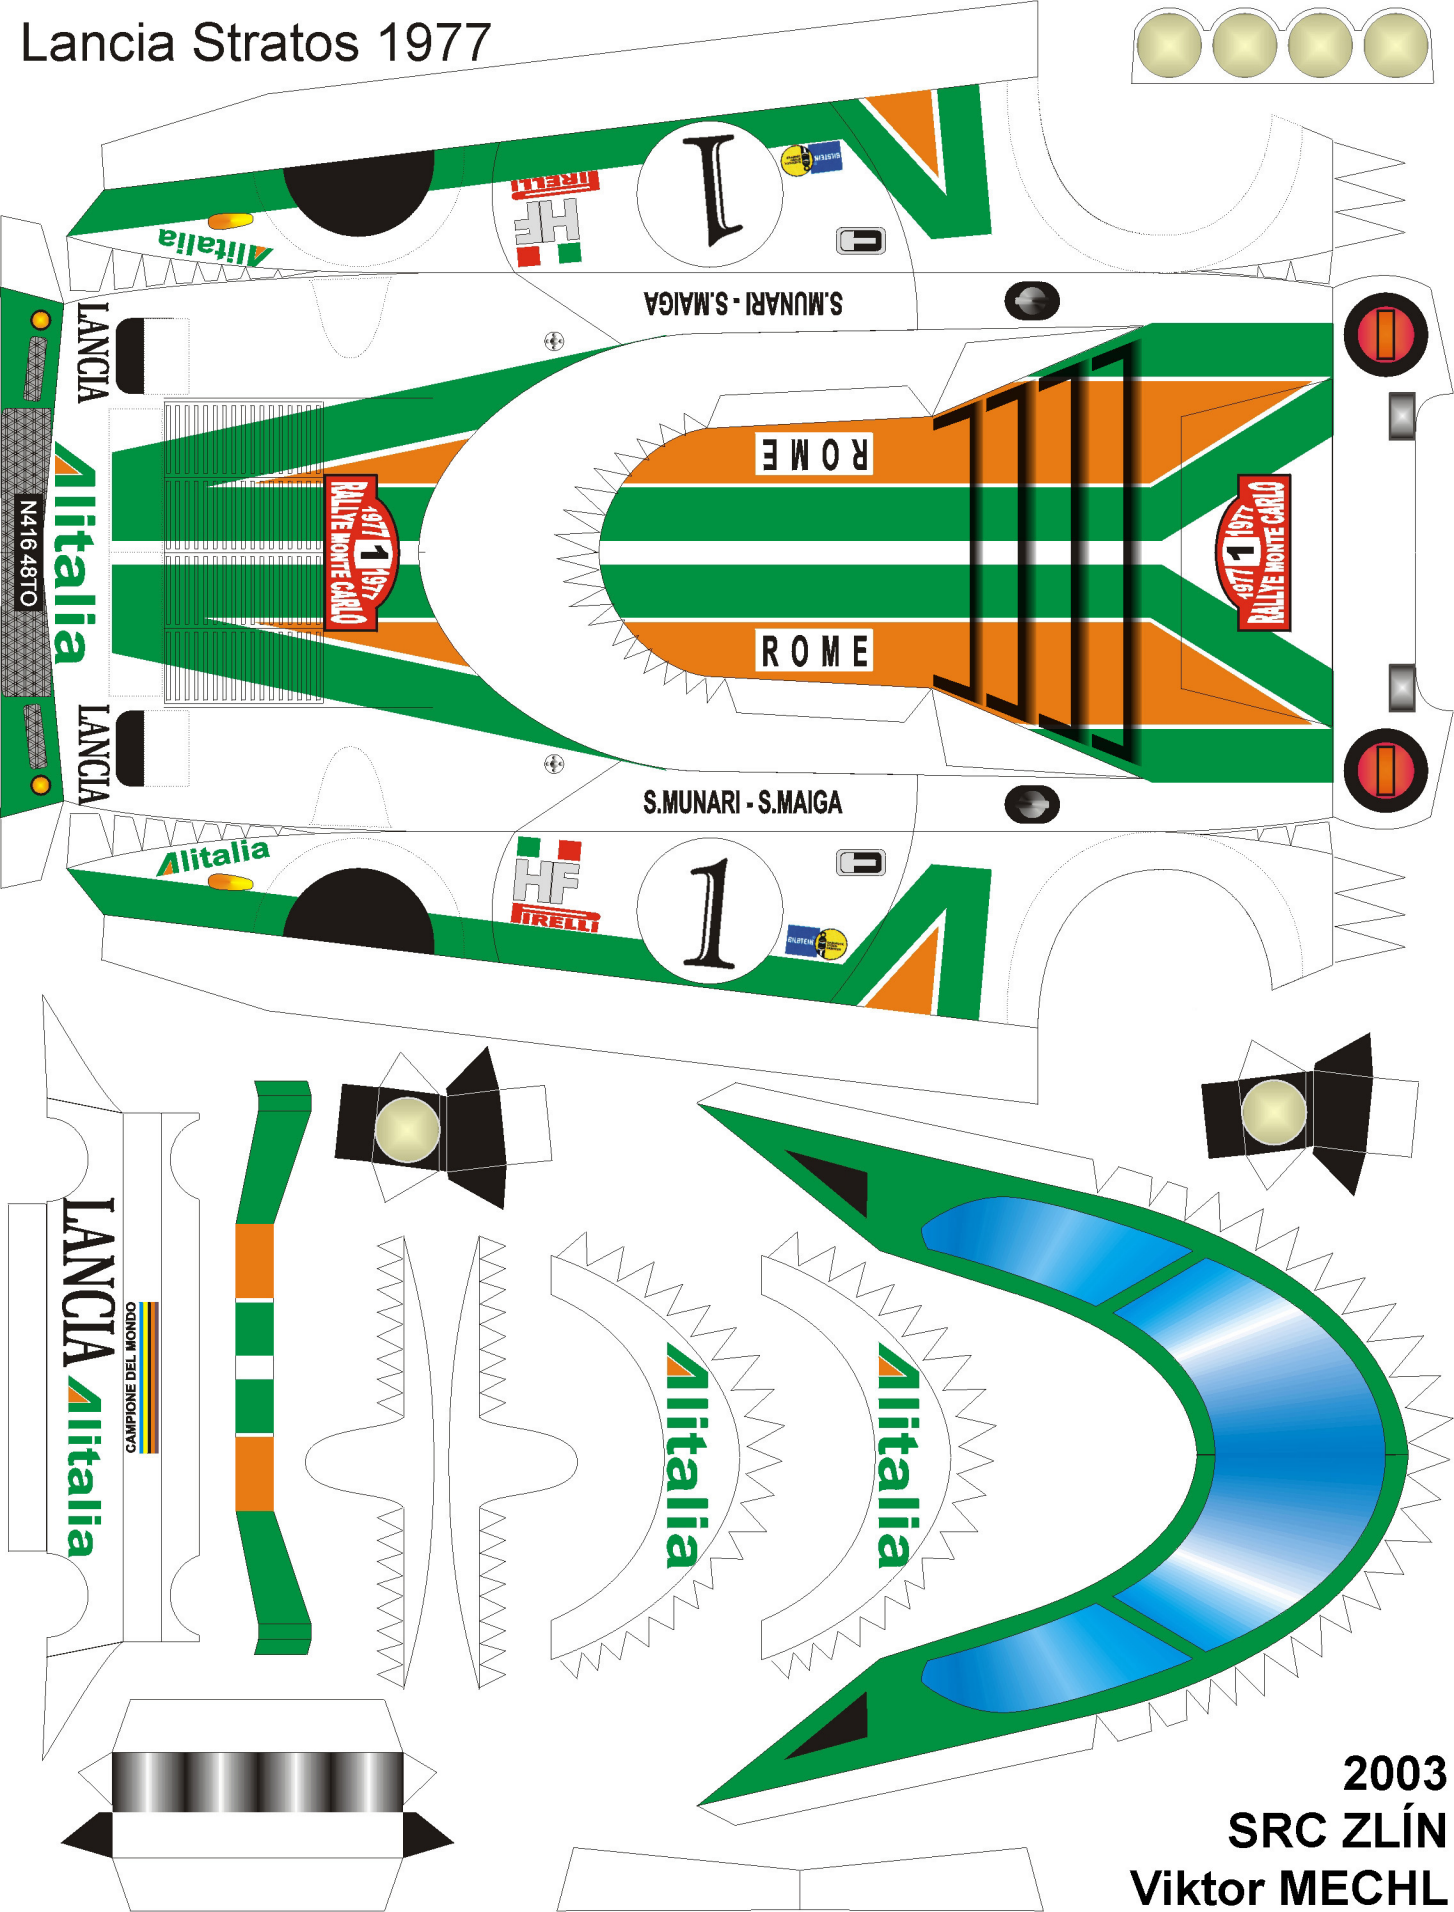 Lancia Stratos 1977
1
BILSTEIN
PIRELLI
HF
Alitalia
S.MUNARI - S.MAIGA
LANCIA
ROME
Alitalia
N416 48TO
RALLYE MONTE CARLO
1977 1 1977
1977 1 1977
RALLYE MONTE CARLO
ROME
LANCIA
S.MUNARI - S.MAIGA
Alitalia
HF
PIRELLI
1
BILSTEIN
LANCIA
Alitalia
CAMPIONE DEL MONDO
Alitalia
Alitalia
2003
SRC ZLÍN
Viktor MECHL